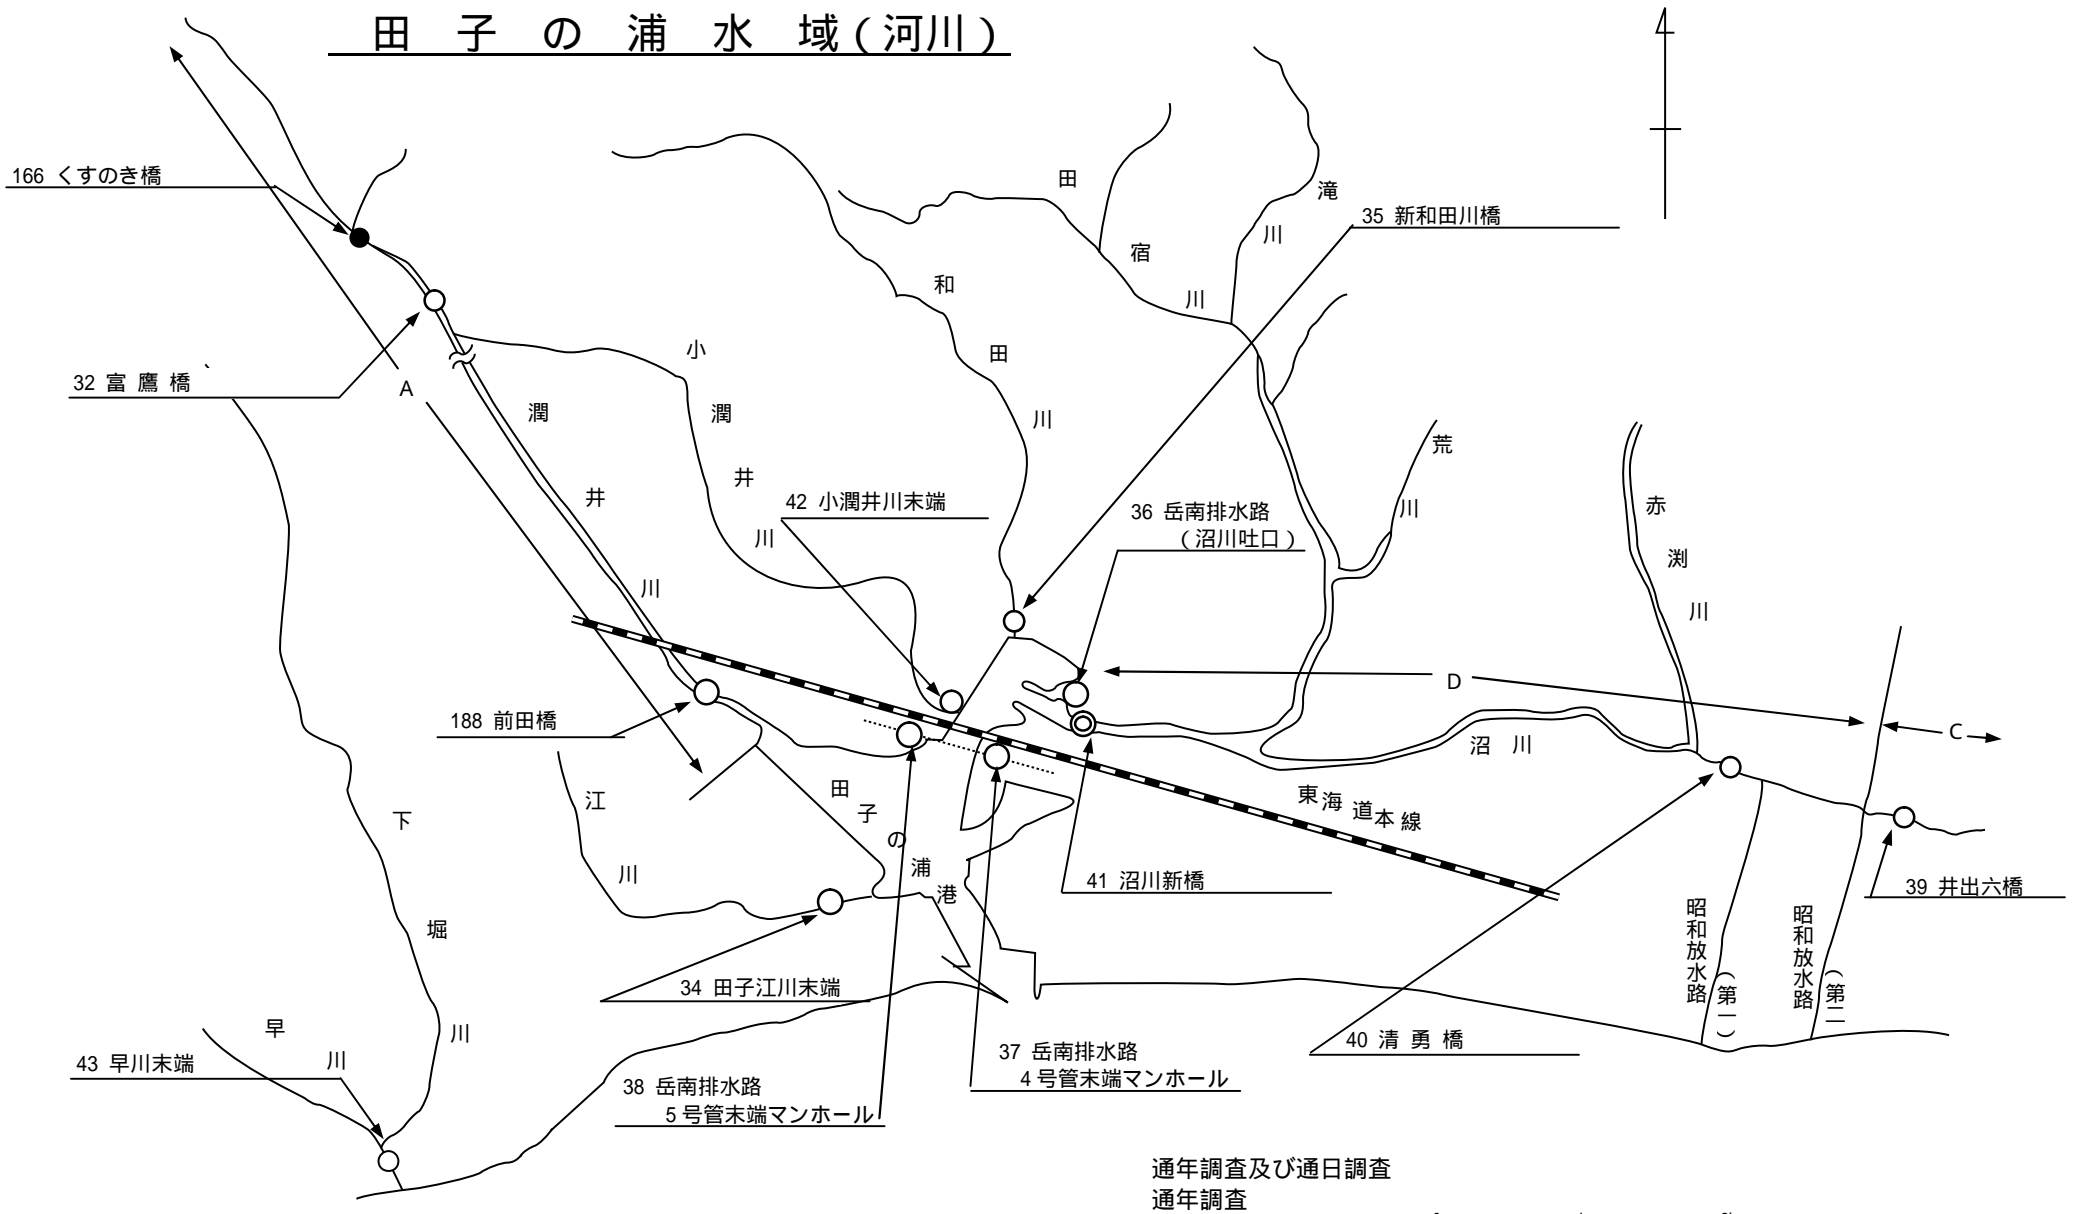 田子の浦水域(河川)
166 くすのき橋
32 富鷹橋
A
潤井川
小潤井川
和田川
田宿川
滝川
35 新和田川橋
荒川
赤渕川
42 小潤井川末端
36 岳南排水路
(沼川吐口)
188 前田橋
D
C
沼川
東海道本線
江川
田子の浦港
下堀川
41 沼川新橋
39 井出六橋
昭和放水路(第一)
昭和放水路(第二
34 田子江川末端
40 清勇橋
早川
43 早川末端
38 岳南排水路
5号管末端マンホール
37 岳南排水路
4号管末端マンホール
通年調査及び通日調査
通年調査